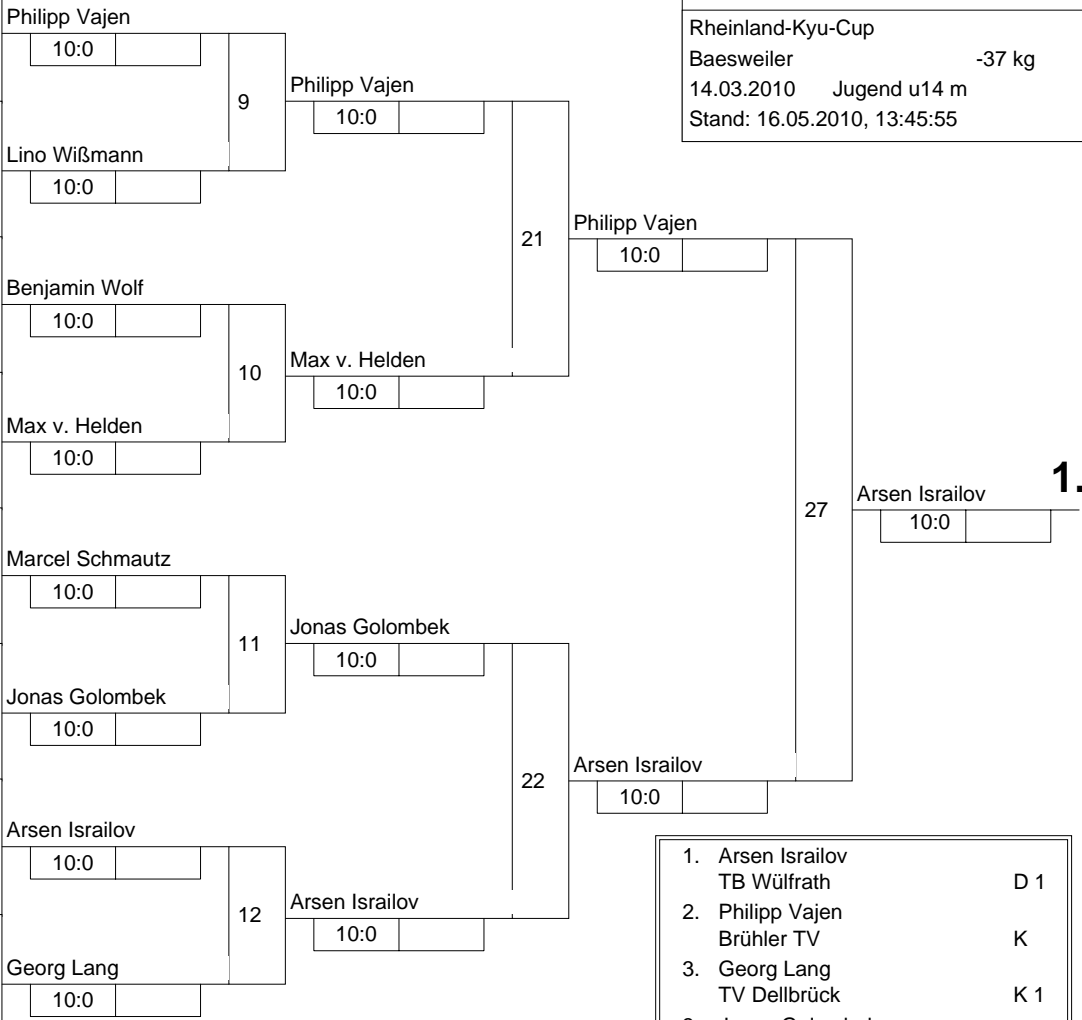 Philipp Vajen
10:0
9
Lino Wißmann
10:0
Benjamin Wolf
10:0
10
Max v. Helden
10:0
Marcel Schmautz
10:0
11
Jonas Golombek
10:0
Arsen Israilov
10:0
12
Georg Lang
10:0
Philipp Vajen
10:0
21
Max v. Helden
10:0
Jonas Golombek
10:0
22
Arsen Israilov
10:0
Philipp Vajen
10:0
27
Arsen Israilov
10:0
Arsen Israilov 1.
10:0
Rheinland-Kyu-Cup
Baesweiler -37 kg
14.03.2010 Jugend u14 m
Stand: 16.05.2010, 13:45:55
1. Arsen Israilov
TB Wülfrath D 1
2. Philipp Vajen
Brühler TV K
3. Georg Lang
TV Dellbrück K 1